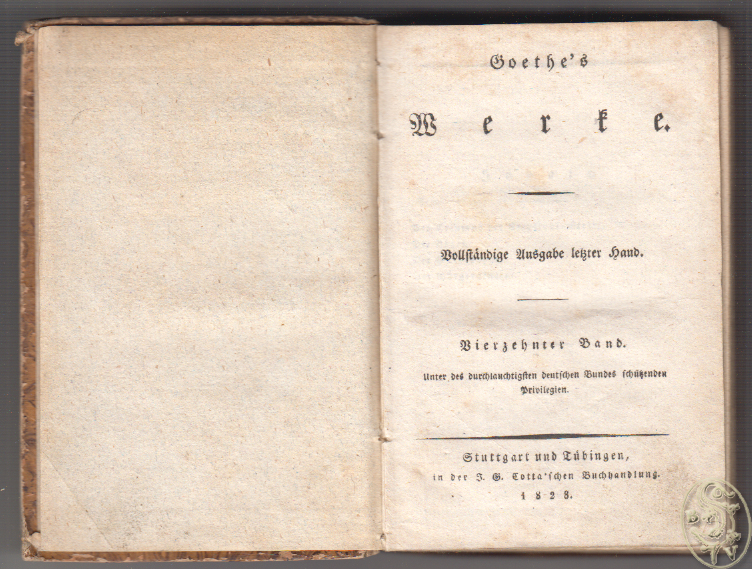 Goethe's
Werke.
Vollständige Ausgabe letzter Hand.
Vierzehnter Band.
Unter des durchlauchtigsten deutschen Bundes schützenden
Privilegien.
Stuttgart und Tübingen,
in der J. G. Cotta'schen Buchhandlung.
1828.